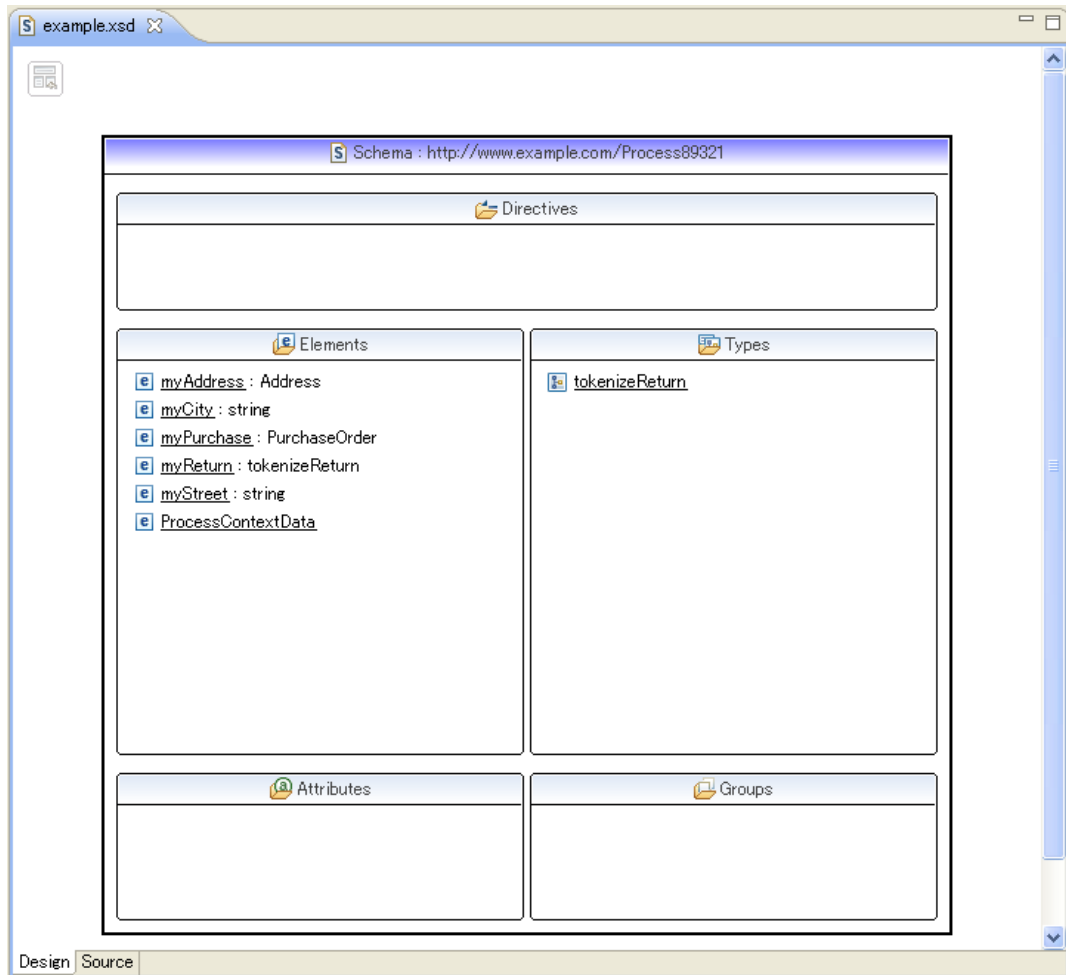 example.xsd
Schema : http://www.example.com/Process89321
Directives
Elements
myAddress : Address
myCity : string
myPurchase : PurchaseOrder
myReturn : tokenizeReturn
myStreet : string
ProcessContextData
Types
tokenizeReturn
Attributes
Groups
Design Source